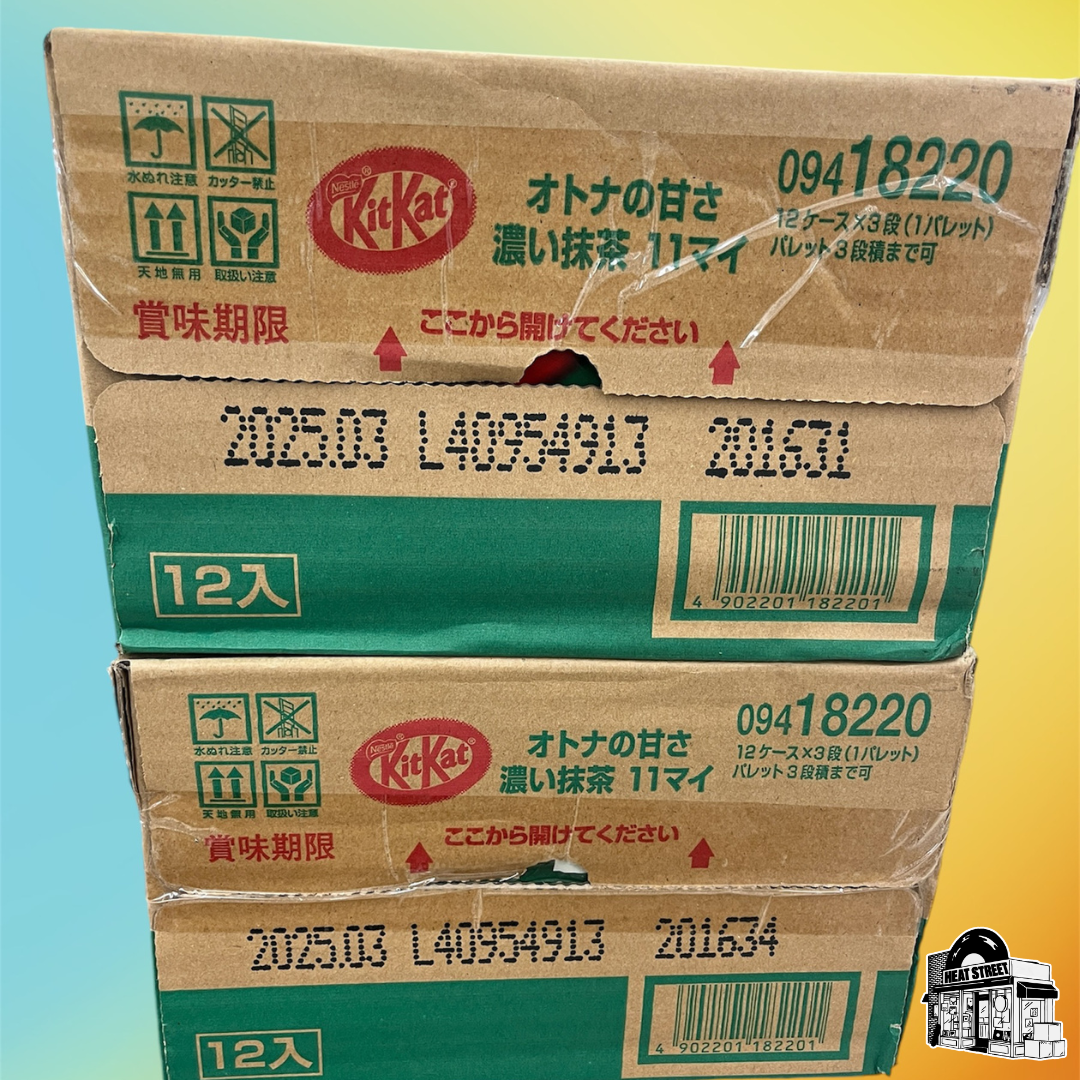 水ぬれ注意 カッター禁止
天地無用 取扱い注意
Nestlé
KitKat
オトナの甘さ
濃い抹茶 11マイ
09418220
12ケース×3段(1パレット)
パレット3段積まで可
賞味期限
ここから開けてください
2025.03 L40954913 201631
12入
4 902201 182201
水ぬれ注意 カッター禁止
天地無用 取扱い注意
Nestlé
KitKat
オトナの甘さ
濃い抹茶 11マイ
09418220
12ケース×3段(1パレット)
パレット3段積まで可
賞味期限
ここから開けてください
2025.03 L40954913 201634
12入
4 902201 182201
HEAT STREET